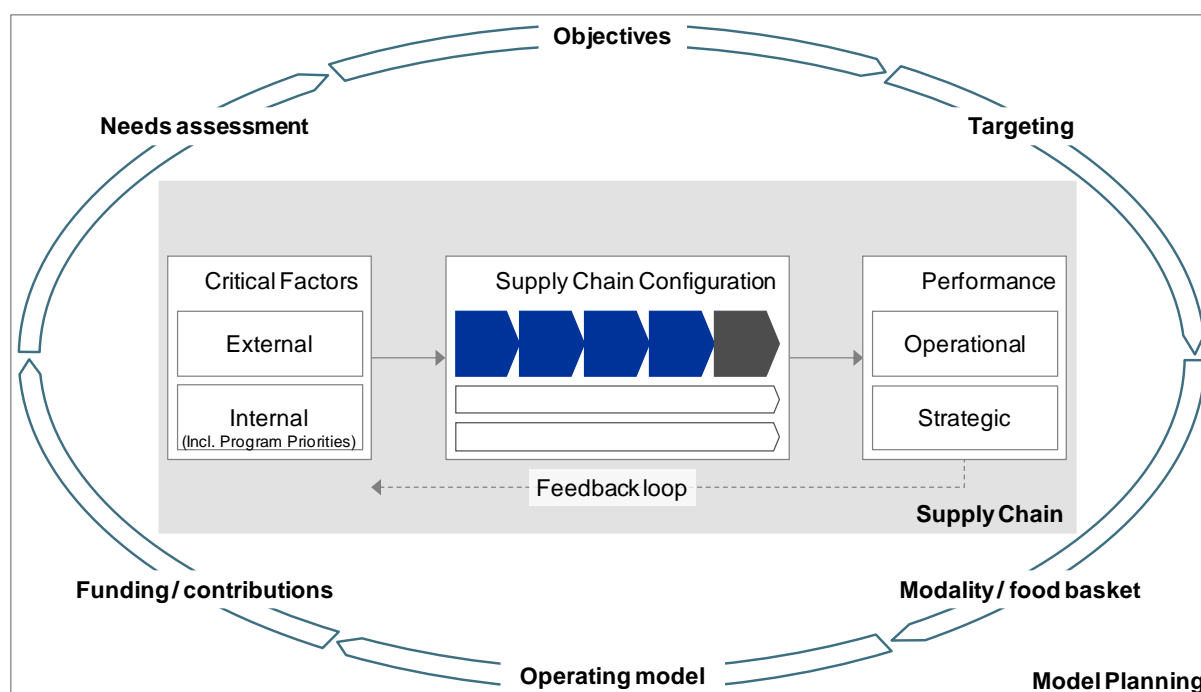 Objectives
Needs assessment
Targeting
Critical Factors
External
Internal
(Incl. Program Priorities)
Supply Chain Configuration
Performance
Operational
Strategic
Feedback loop
Supply Chain
Funding / contributions
Modality / food basket
Operating model
Model Planning